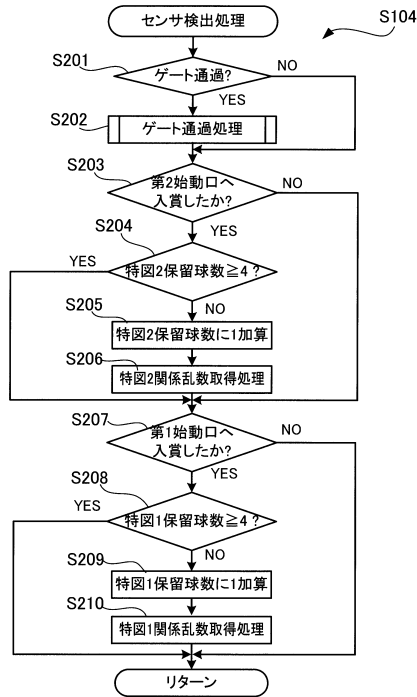 センサ検出処理
S104
S201
ゲート通過?
NO
YES
S202
ゲート通過処理
S203
第2始動口へ
入賞したか?
NO
YES
S204
YES
特図2保留球数≧4?
NO
S205
特図2保留球数に1加算
S206
特図2関係乱数取得処理
S207
第1始動口へ
入賞したか?
NO
YES
S208
YES
特図1保留球数≧4?
NO
S209
特図1保留球数に1加算
S210
特図1関係乱数取得処理
リターン